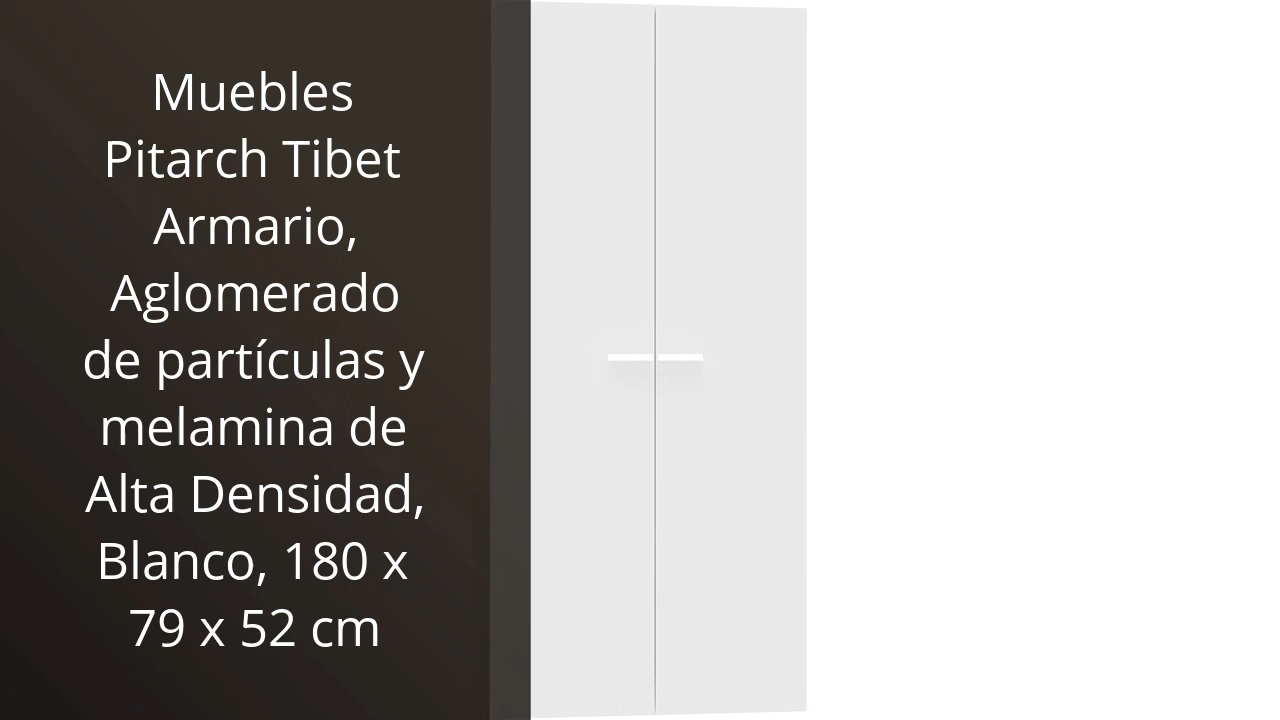 Muebles
Pitarch Tibet
Armario,
Aglomerado
de partículas y
melamina de
Alta Densidad,
Blanco, 180 x
79 x 52 cm